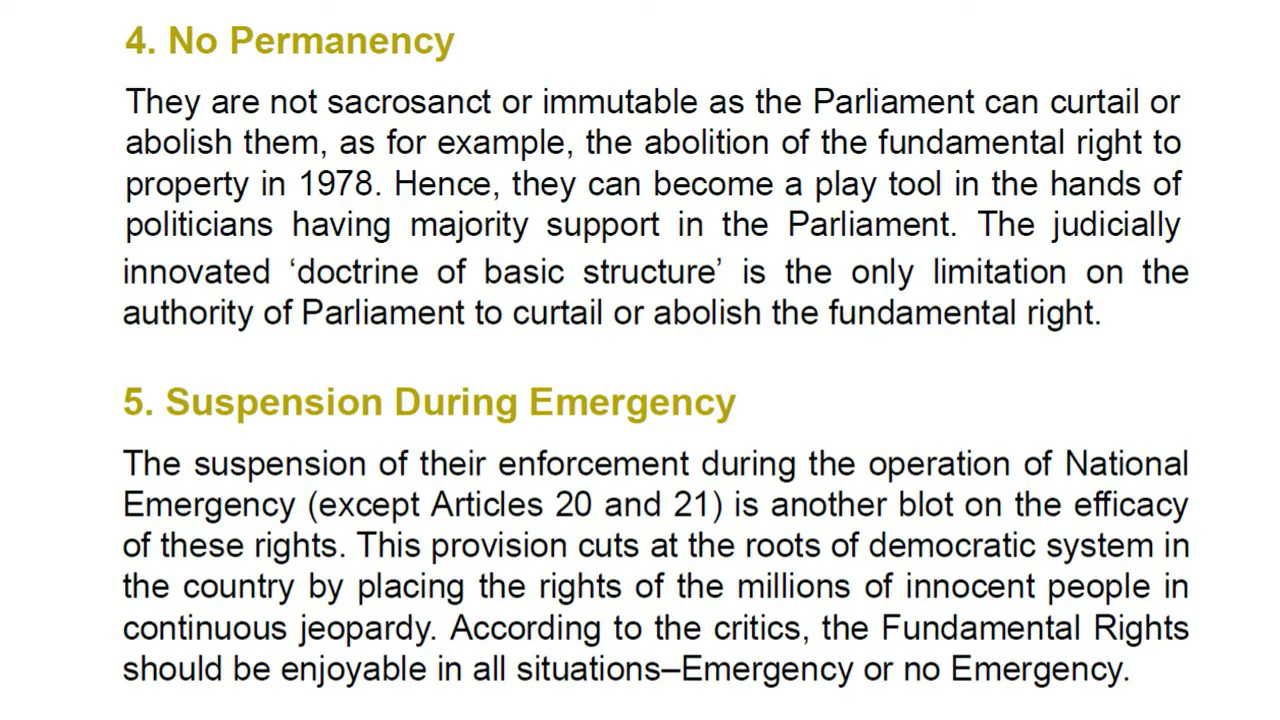 4. No Permanency
They are not sacrosanct or immutable as the Parliament can curtail or
abolish them, as for example, the abolition of the fundamental right to
property in 1978. Hence, they can become a play tool in the hands of
politicians having majority support in the Parliament. The judicially
innovated ‘doctrine of basic structure’ is the only limitation on the
authority of Parliament to curtail or abolish the fundamental right.
5. Suspension During Emergency
The suspension of their enforcement during the operation of National
Emergency (except Articles 20 and 21) is another blot on the efficacy
of these rights. This provision cuts at the roots of democratic system in
the country by placing the rights of the millions of innocent people in
continuous jeopardy. According to the critics, the Fundamental Rights
should be enjoyable in all situations–Emergency or no Emergency.